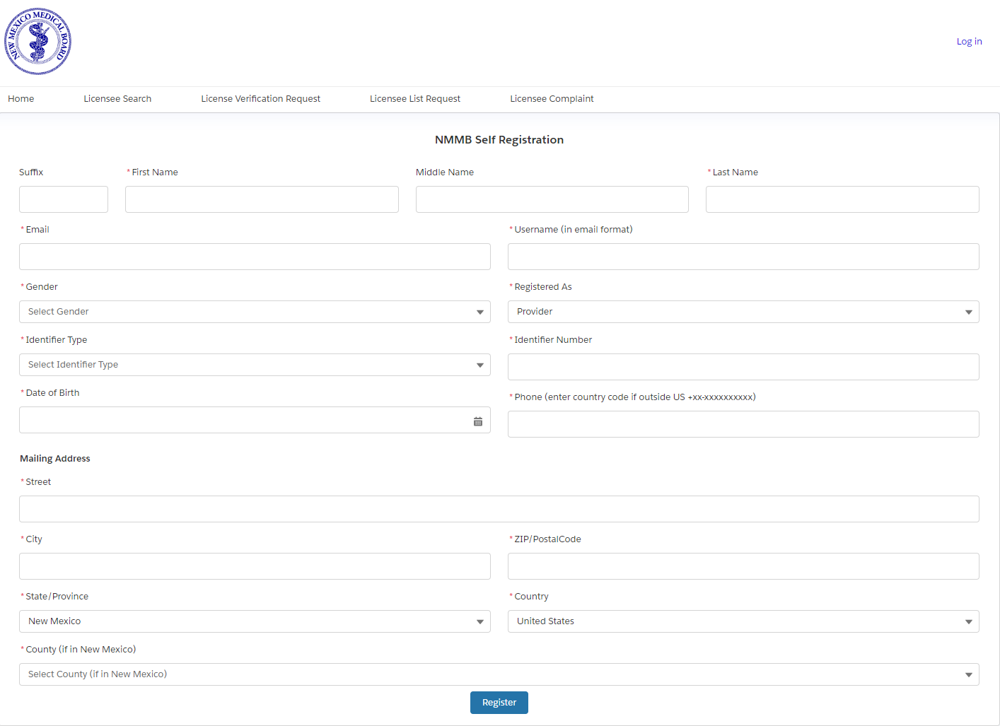 NEW MEXICO MEDICAL BOARD
Log in
Home Licensee Search License Verification Request Licensee List Request Licensee Complaint
NMMB Self Registration
Suffix * First Name Middle Name * Last Name
* Email * Username (in email format)
* Gender * Registered As
Select Gender Provider
* Identifier Type * Identifier Number
Select Identifier Type
* Date of Birth * Phone (enter country code if outside US +xx-xxxxxxxxxx)
Mailing Address
* Street
* City * ZIP/PostalCode
* State/Province * Country
New Mexico United States
* County (if in New Mexico)
Select County (if in New Mexico)
Register